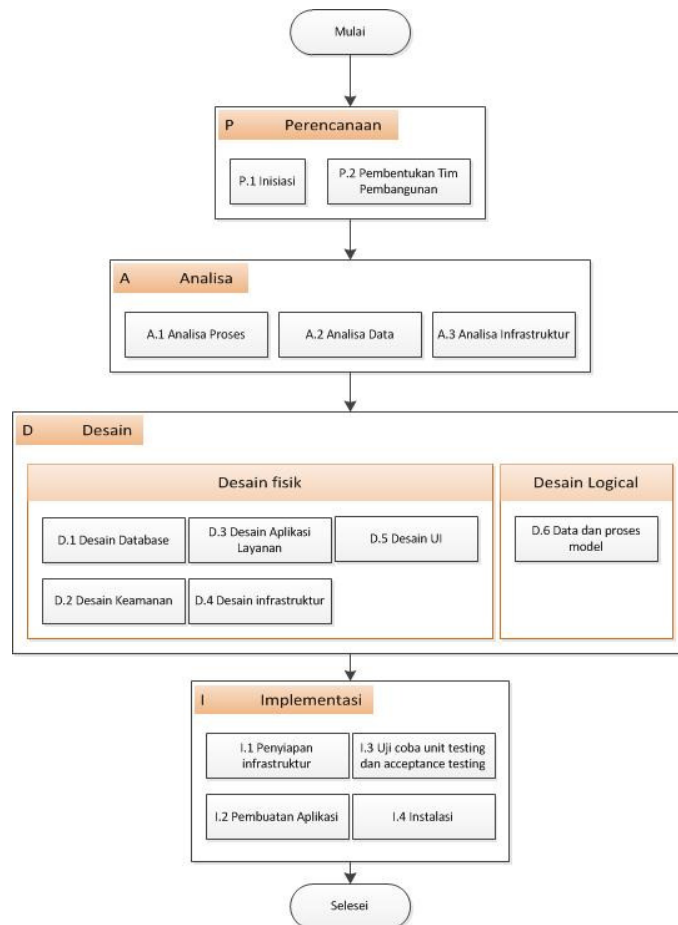 Mulai
P Perencanaan
P.1 Inisiasi
P.2 Pembentukan Tim
Pembangunan
A Analisa
A.1 Analisa Proses
A.2 Analisa Data
A.3 Analisa Infrastruktur
D Desain
Desain fisik
D.1 Desain Database
D.3 Desain Aplikasi
Layanan
D.5 Desain UI
D.2 Desain Keamanan
D.4 Desain infrastruktur
Desain Logical
D.6 Data dan proses
model
I Implementasi
I.1 Penyiapan
infrastruktur
I.3 Uji coba unit testing
dan acceptance testing
I.2 Pembuatan Aplikasi
I.4 Instalasi
Selesei